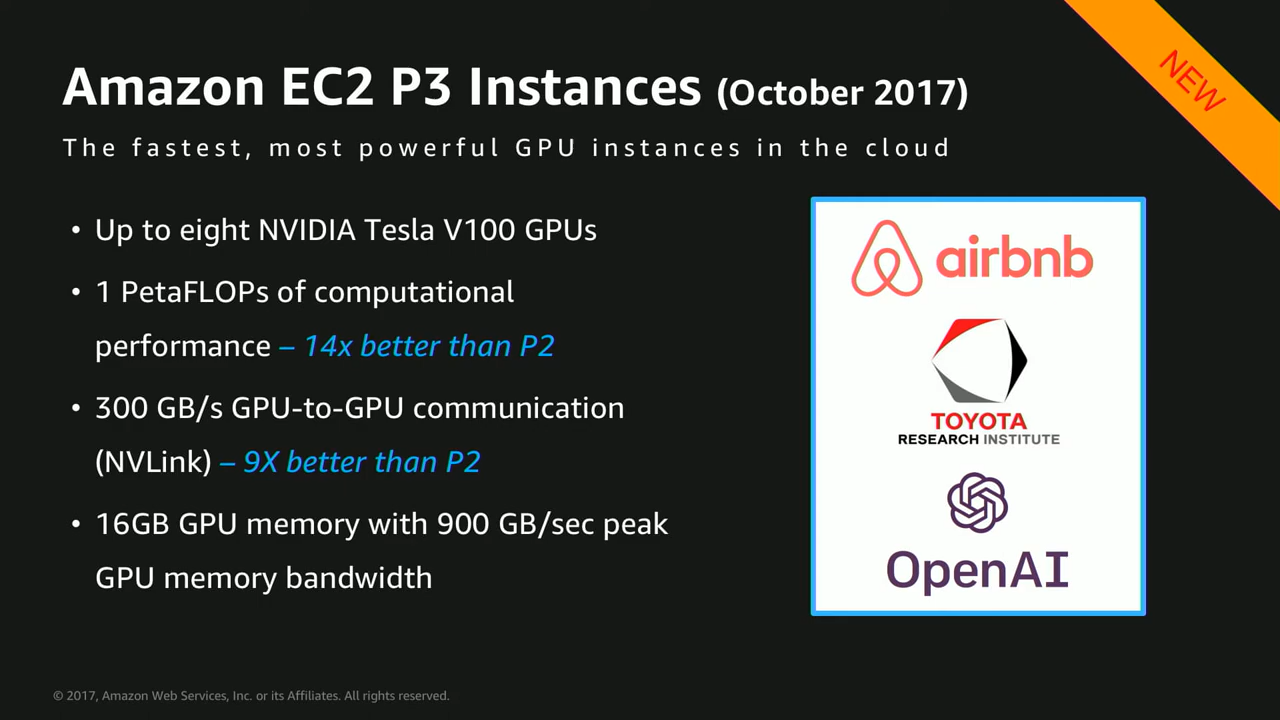 Amazon EC2 P3 Instances (October 2017)
NEW
The fastest, most powerful GPU instances in the cloud
• Up to eight NVIDIA Tesla V100 GPUs
• 1 PetaFLOPs of computational
performance – 14x better than P2
• 300 GB/s GPU-to-GPU communication
(NVLink) – 9X better than P2
• 16GB GPU memory with 900 GB/sec peak
GPU memory bandwidth
airbnb
TOYOTA
RESEARCH INSTITUTE
OpenAI
© 2017, Amazon Web Services, Inc. or its Affiliates. All rights reserved.